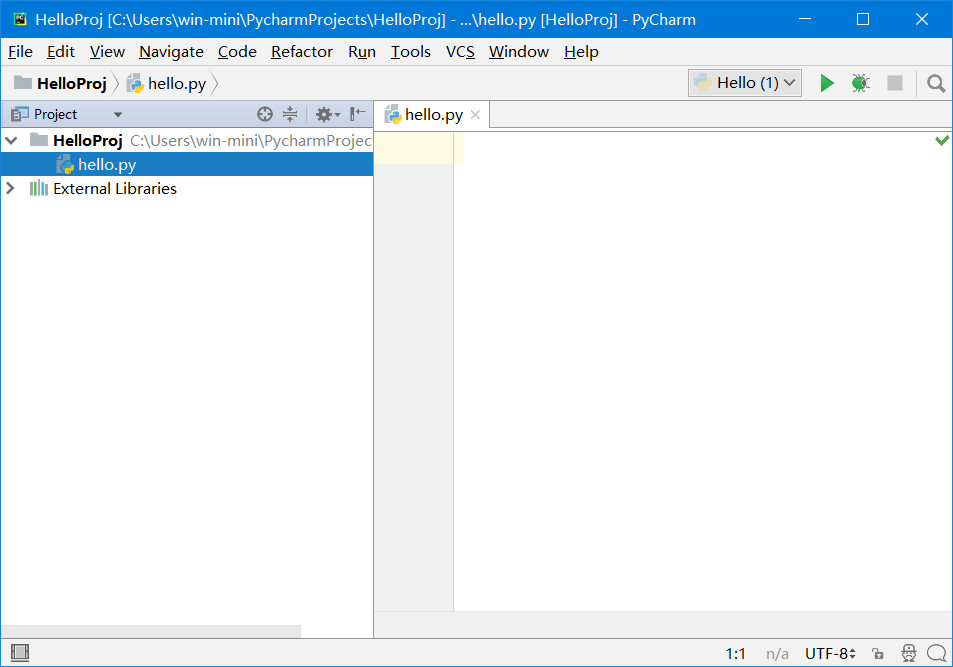 HelloProj [C:\Users\win-mini\PycharmProjects\HelloProj] - ...\hello.py [HelloProj] - PyCharm
File Edit View Navigate Code Refactor Run Tools VCS Window Help
HelloProj hello.py Hello (1)
Project hello.py
HelloProj C:\Users\win-mini\PycharmProjec
hello.py
External Libraries
1:1 n/a UTF-8